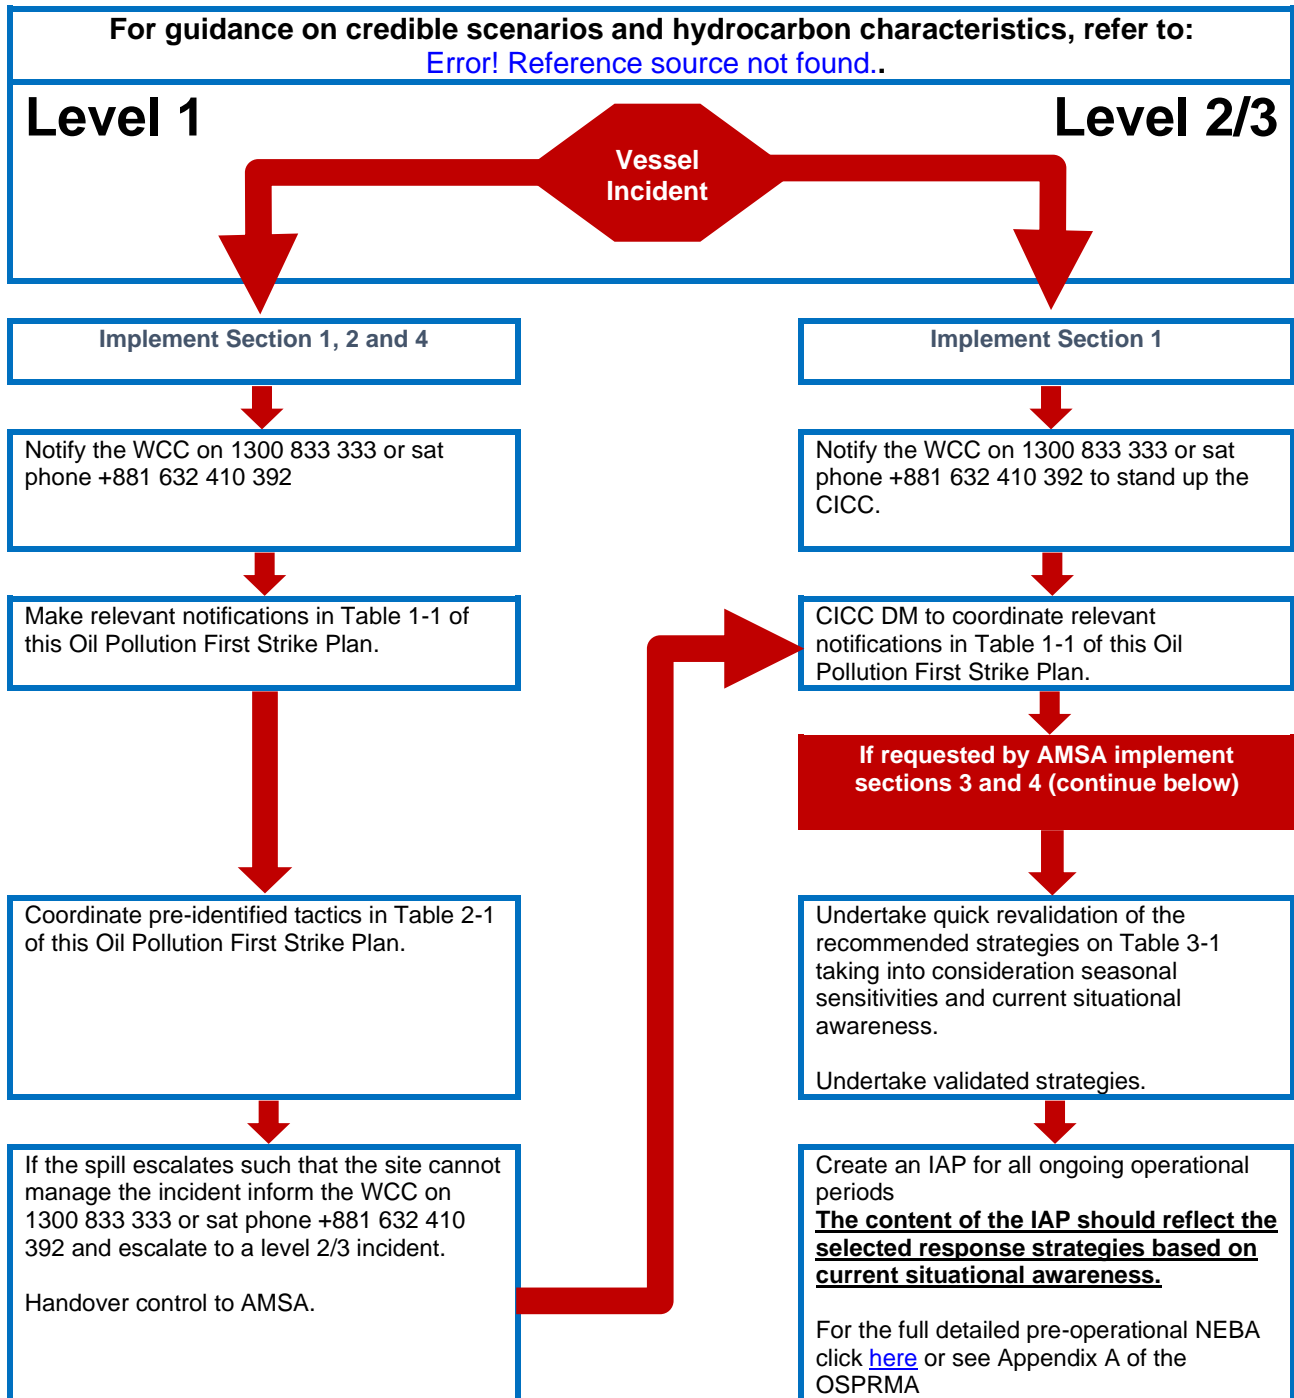 For guidance on credible scenarios and hydrocarbon characteristics, refer to:
Error! Reference source not found..
Level 1
Level 2/3
Vessel
Incident
Implement Section 1, 2 and 4
Notify the WCC on 1300 833 333 or sat
phone +881 632 410 392
Make relevant notifications in Table 1-1 of
this Oil Pollution First Strike Plan.
Coordinate pre-identified tactics in Table 2-1
of this Oil Pollution First Strike Plan.
If the spill escalates such that the site cannot
manage the incident inform the WCC on
1300 833 333 or sat phone +881 632 410
392 and escalate to a level 2/3 incident.
Handover control to AMSA.
Implement Section 1
Notify the WCC on 1300 833 333 or sat
phone +881 632 410 392 to stand up the
CICC.
CICC DM to coordinate relevant
notifications in Table 1-1 of this Oil
Pollution First Strike Plan.
If requested by AMSA implement
sections 3 and 4 (continue below)
Undertake quick revalidation of the
recommended strategies on Table 3-1
taking into consideration seasonal
sensitivities and current situational
awareness.
Undertake validated strategies.
Create an IAP for all ongoing operational
periods
The content of the IAP should reflect the
selected response strategies based on
current situational awareness.
For the full detailed pre-operational NEBA
click here or see Appendix A of the
OSPRMA